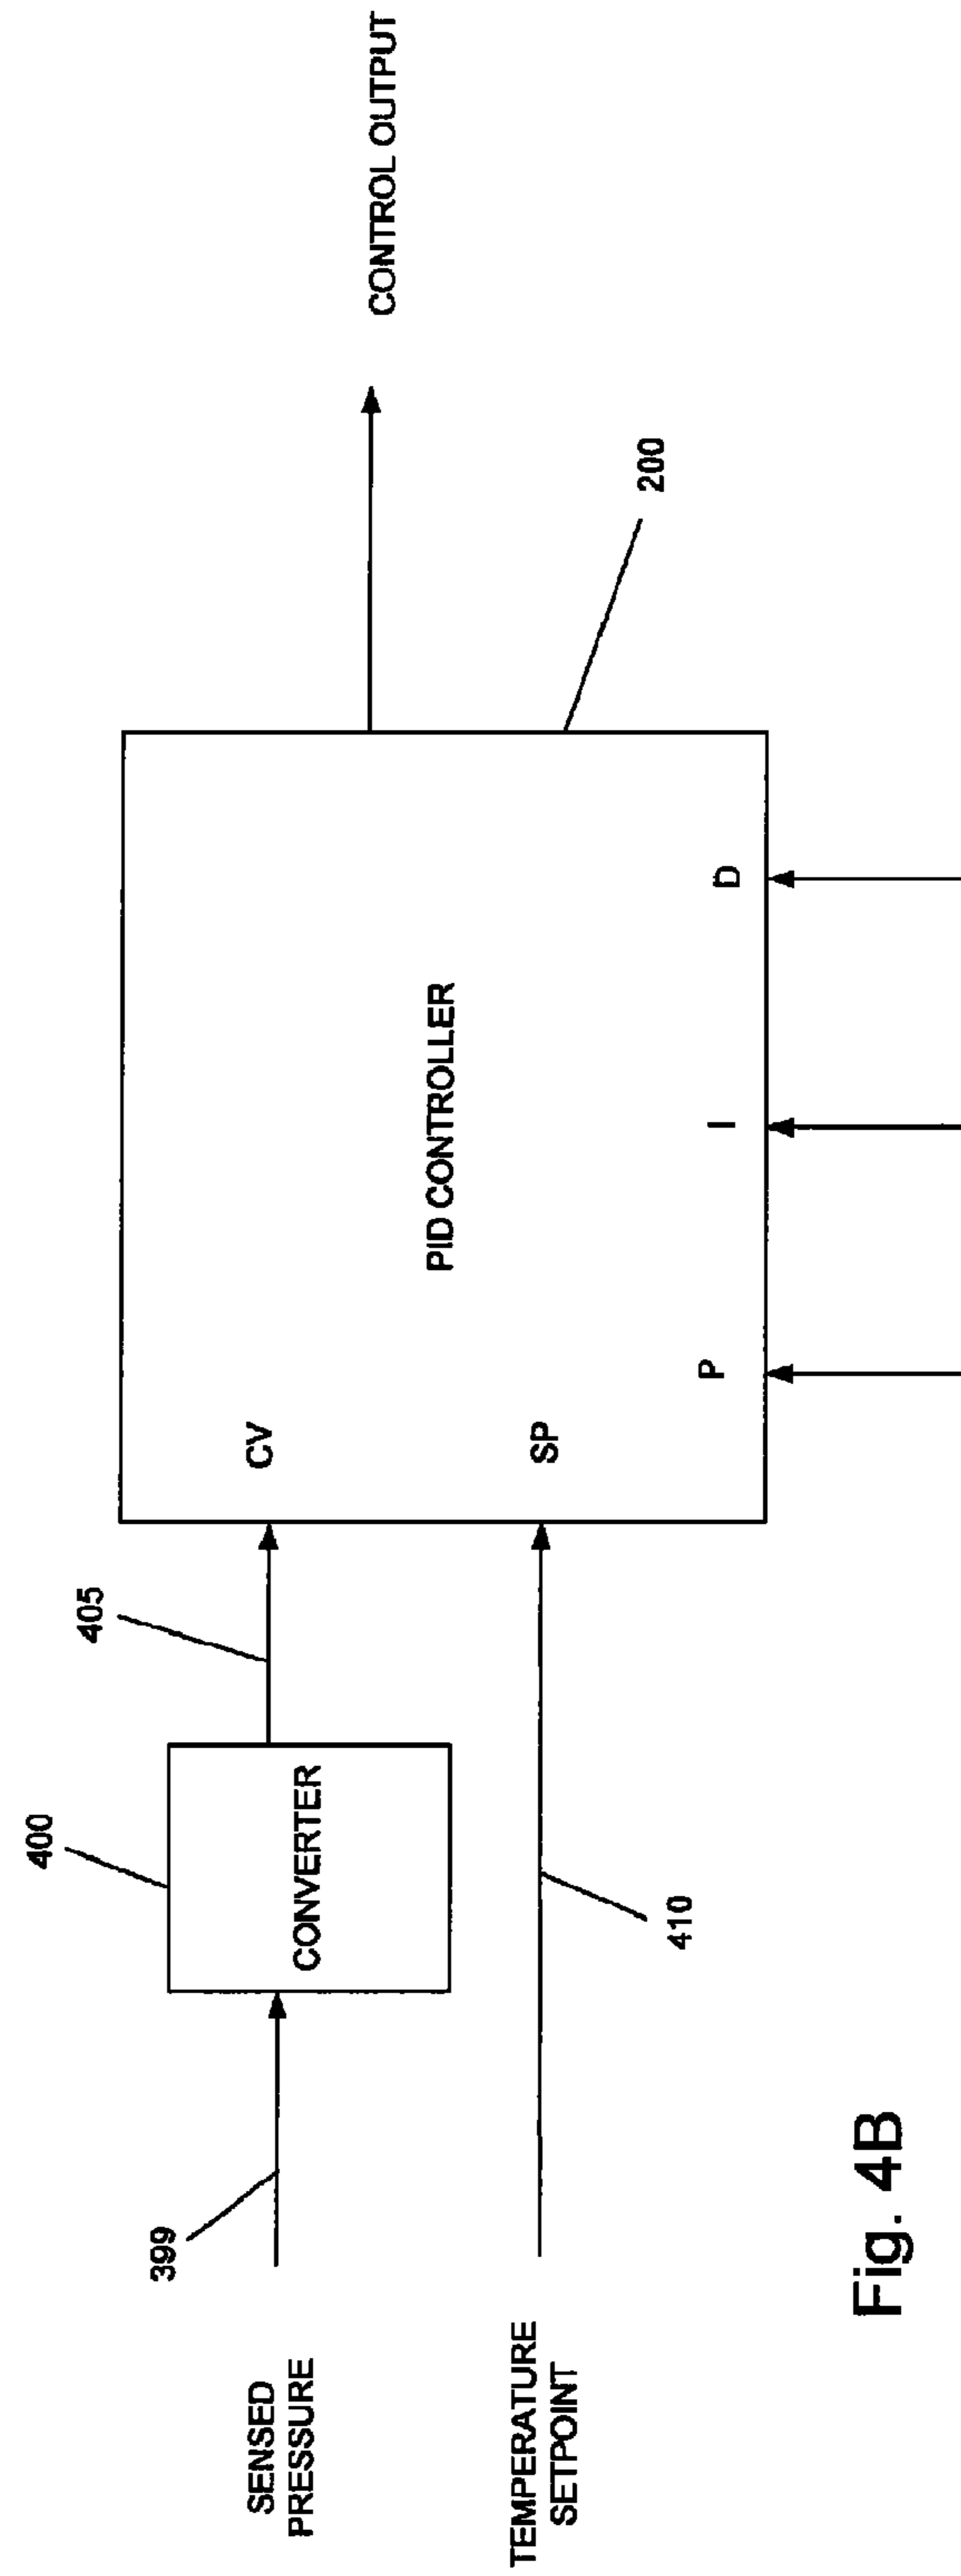 400
405
399
SENSED
PRESSURE
CONVERTER
CV
PID CONTROLLER
CONTROL OUTPUT
TEMPERATURE
SETPOINT
410
SP
200
P
I
D
Fig. 4B